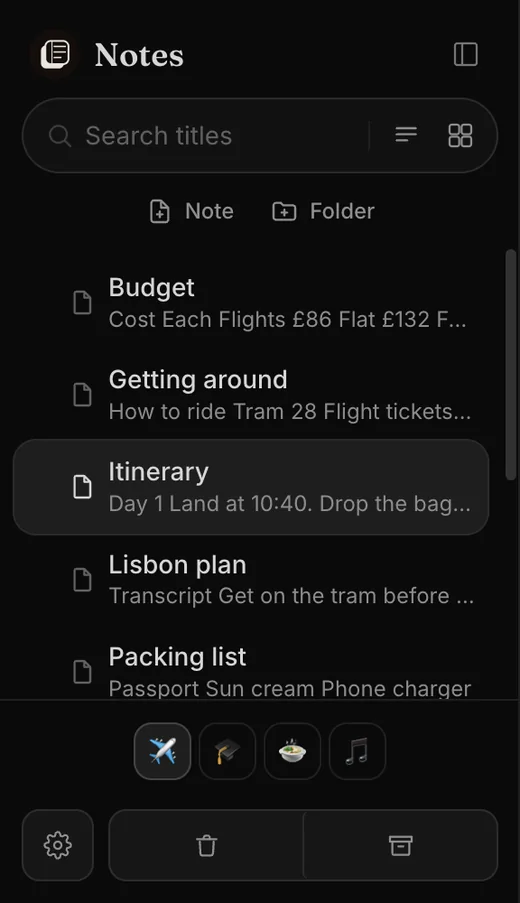 Notes
Search titles
Note Folder
Budget
Cost Each Flights £86 Flat £132 F...
Getting around
How to ride Tram 28 Flight tickets...
Itinerary
Day 1 Land at 10:40. Drop the bag...
Lisbon plan
Transcript Get on the tram before ...
Packing list
Passport Sun cream Phone charger